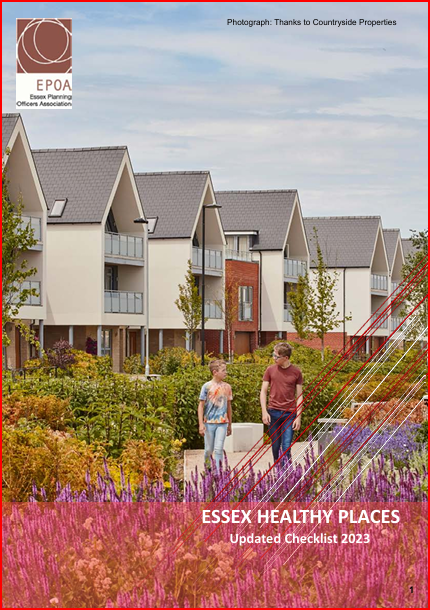 Photograph: Thanks to Countryside Properties
EPOA
Essex Planning
Officers Association
ESSEX HEALTHY PLACES
Updated Checklist 2023
1